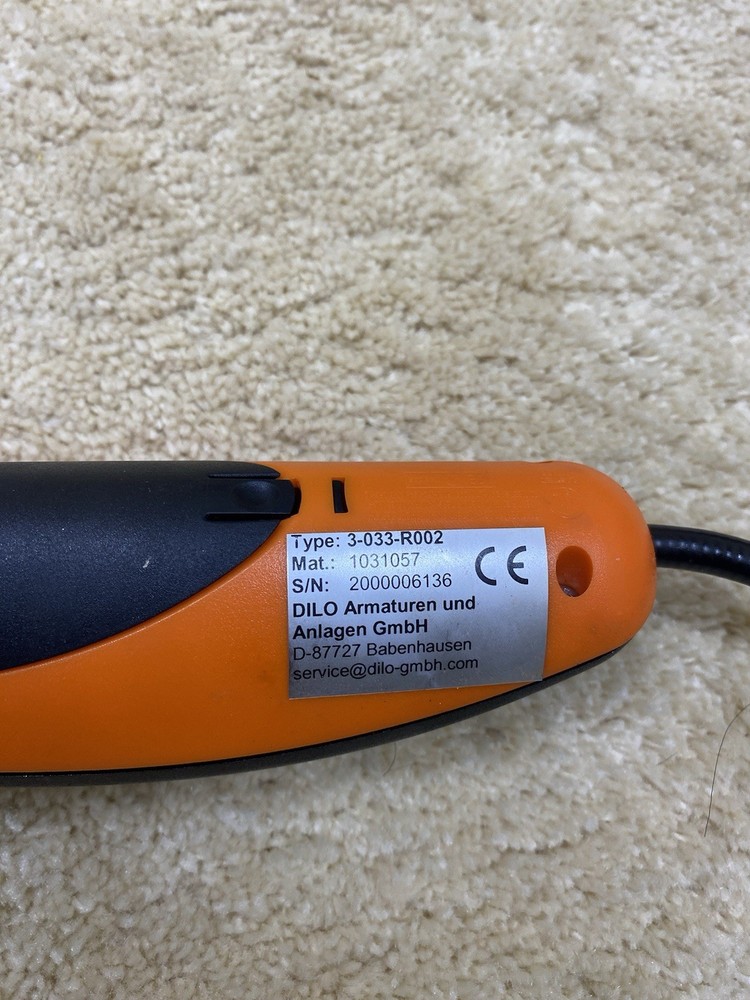 Type: 3-033-R002
Mat.: 1031057
S/N: 2000006136
CE
DILO Armaturen und
Anlagen GmbH
D-87727 Babenhausen
service@dilo-gmbh.com